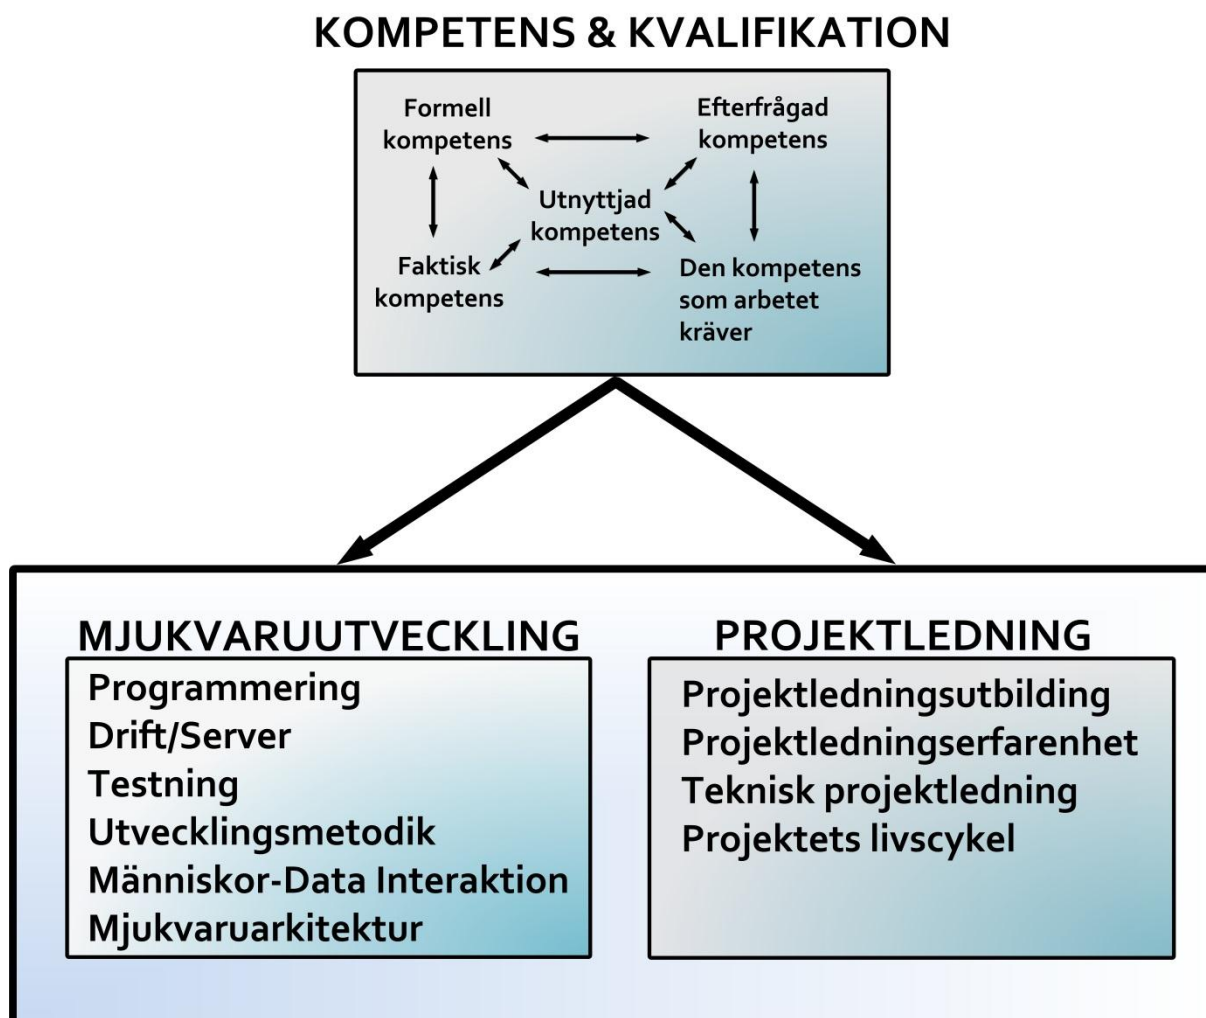 KOMPETENS & KVALIFIKATION
Formell
kompetens
Efterfrågad
kompetens
Utnyttjad
kompetens
Faktisk
kompetens
Den kompetens
som arbetet
kräver
MJUKVARUUTVECKLING
Programmering
Drift/Server
Testning
Utvecklingsmetodik
Människor-Data Interaktion
Mjukvaruarkitektur
PROJEKTLEDNING
Projektledningsutbilding
Projektledningserfarenhet
Teknisk projektledning
Projektets livscykel